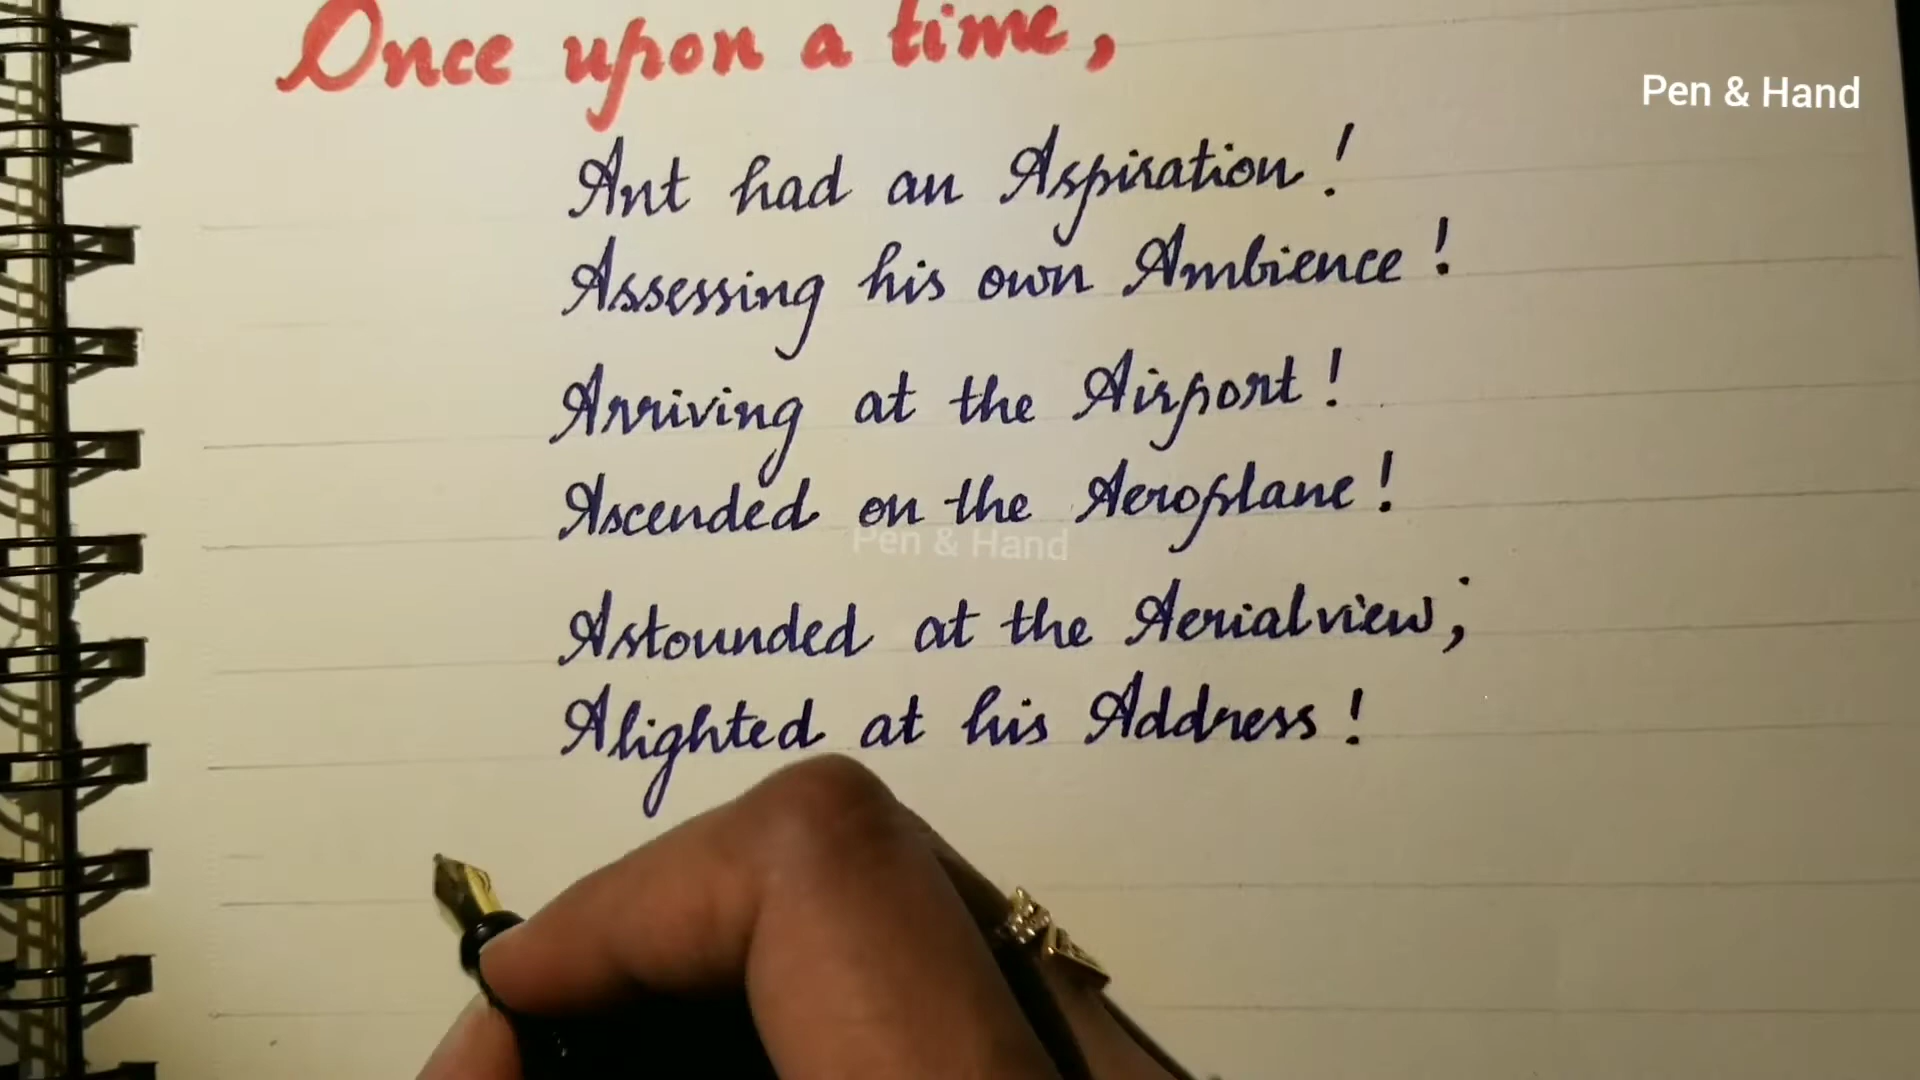 Once upon a time,
Pen & Hand
Ant had an Aspiration!
Assessing his own Ambience!
Arriving at the Airport!
Ascended on the Aeroplane!
Pen & Hand
Astounded at the Aerialview;
Alighted at his Address!